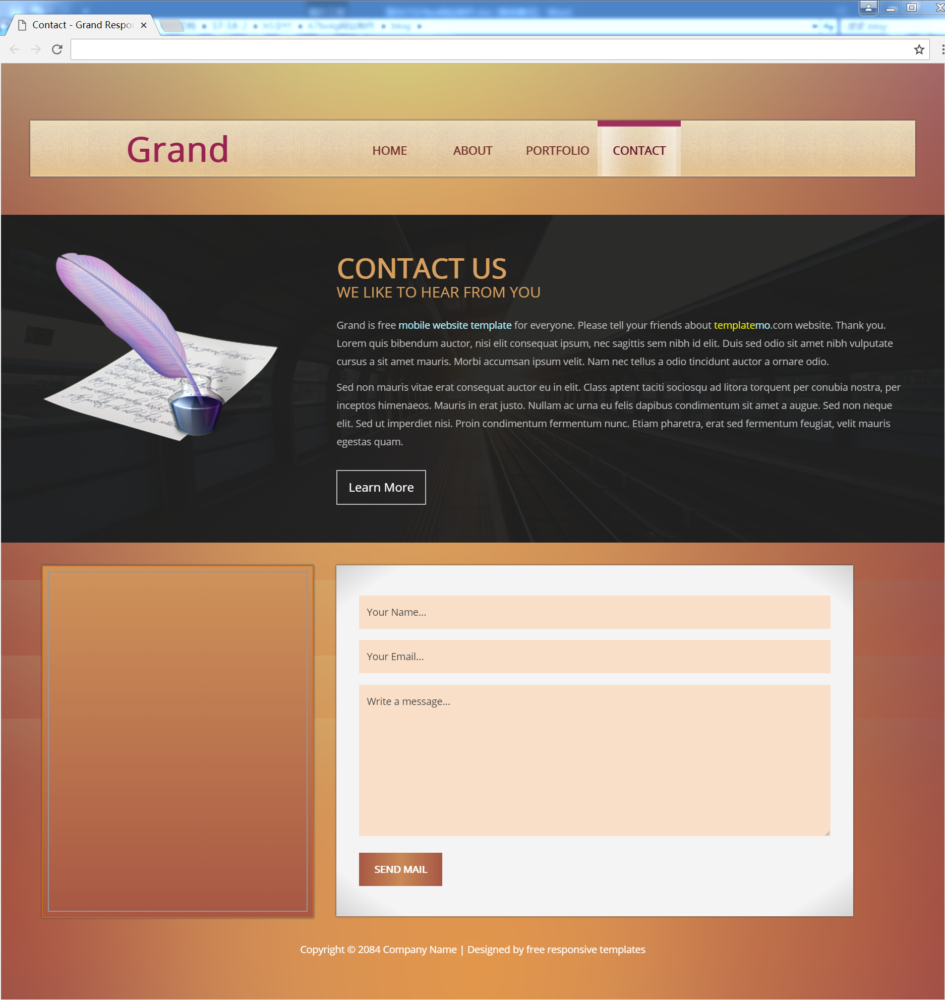 Contact - Grand Respo
Grand
HOME ABOUT PORTFOLIO CONTACT
CONTACT US
WE LIKE TO HEAR FROM YOU
Grand is free mobile website template for everyone. Please tell your friends about templatemo.com website. Thank you.
Lorem quis bibendum auctor, nisi elit consequat ipsum, nec sagittis sem nibh id elit. Duis sed odio sit amet nibh vulputate
cursus a sit amet mauris. Morbi accumsan ipsum velit. Nam nec tellus a odio tincidunt auctor a ornare odio.
Sed non mauris vitae erat consequat auctor eu in elit. Class aptent taciti sociosqu ad litora torquent per conubia nostra, per
inceptos himenaeos. Mauris in erat justo. Nullam ac urna eu felis dapibus condimentum sit amet a augue. Sed non neque
elit. Sed ut imperdiet nisi. Proin condimentum fermentum nunc. Etiam pharetra, erat sed fermentum feugiat, velit mauris
egestas quam.
Learn More
Your Name...
Your Email...
Write a message...
SEND MAIL
Copyright © 2084 Company Name | Designed by free responsive templates